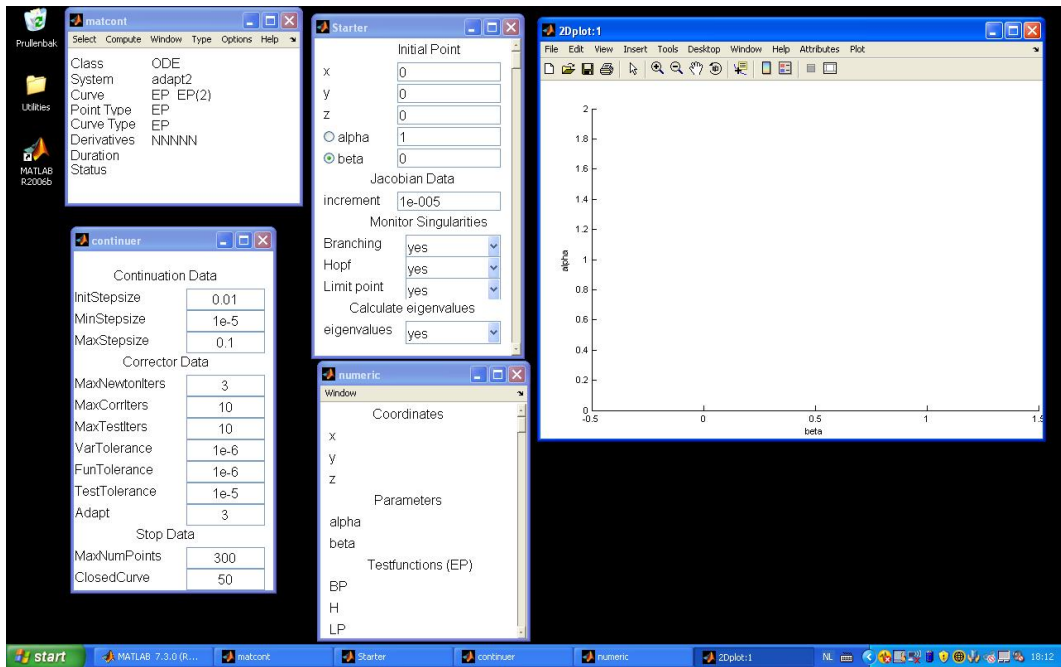 Prullenbak
Utilities
MATLAB
R2006b
matcont
Select Compute Window Type Options Help
Class ODE
System adapt2
Curve EP EP(2)
Point Type EP
Curve Type EP
Derivatives NNNNN
Duration
Status
continuer
Continuation Data
InitStepsize 0.01
MinStepsize 1e-5
MaxStepsize 0.1
Corrector Data
MaxNewtonIters 3
MaxCorrIters 10
MaxTestIters 10
VarTolerance 1e-6
FunTolerance 1e-6
TestTolerance 1e-5
Adapt 3
Stop Data
MaxNumPoints 300
ClosedCurve 50
Starter
Initial Point
x 0
y 0
z 0
alpha 1
beta 0
Jacobian Data
increment 1e-005
Monitor Singularities
Branching yes
Hopf yes
Limit point yes
Calculate eigenvalues
eigenvalues yes
numeric
Window
Coordinates
x
y
z
Parameters
alpha
beta
Testfunctions (EP)
BP
H
LP
2Dplot:1
File Edit View Insert Tools Desktop Window Help Attributes Plot
2
1.8
1.6
1.4
1.2
1
0.8
0.6
0.4
0.2
0
alpha
-0.5 0 0.5 1 1.5
beta
start MATLAB 7.3.0 (R... matcont Starter continuer numeric 2Dplot:1 NL 18:12